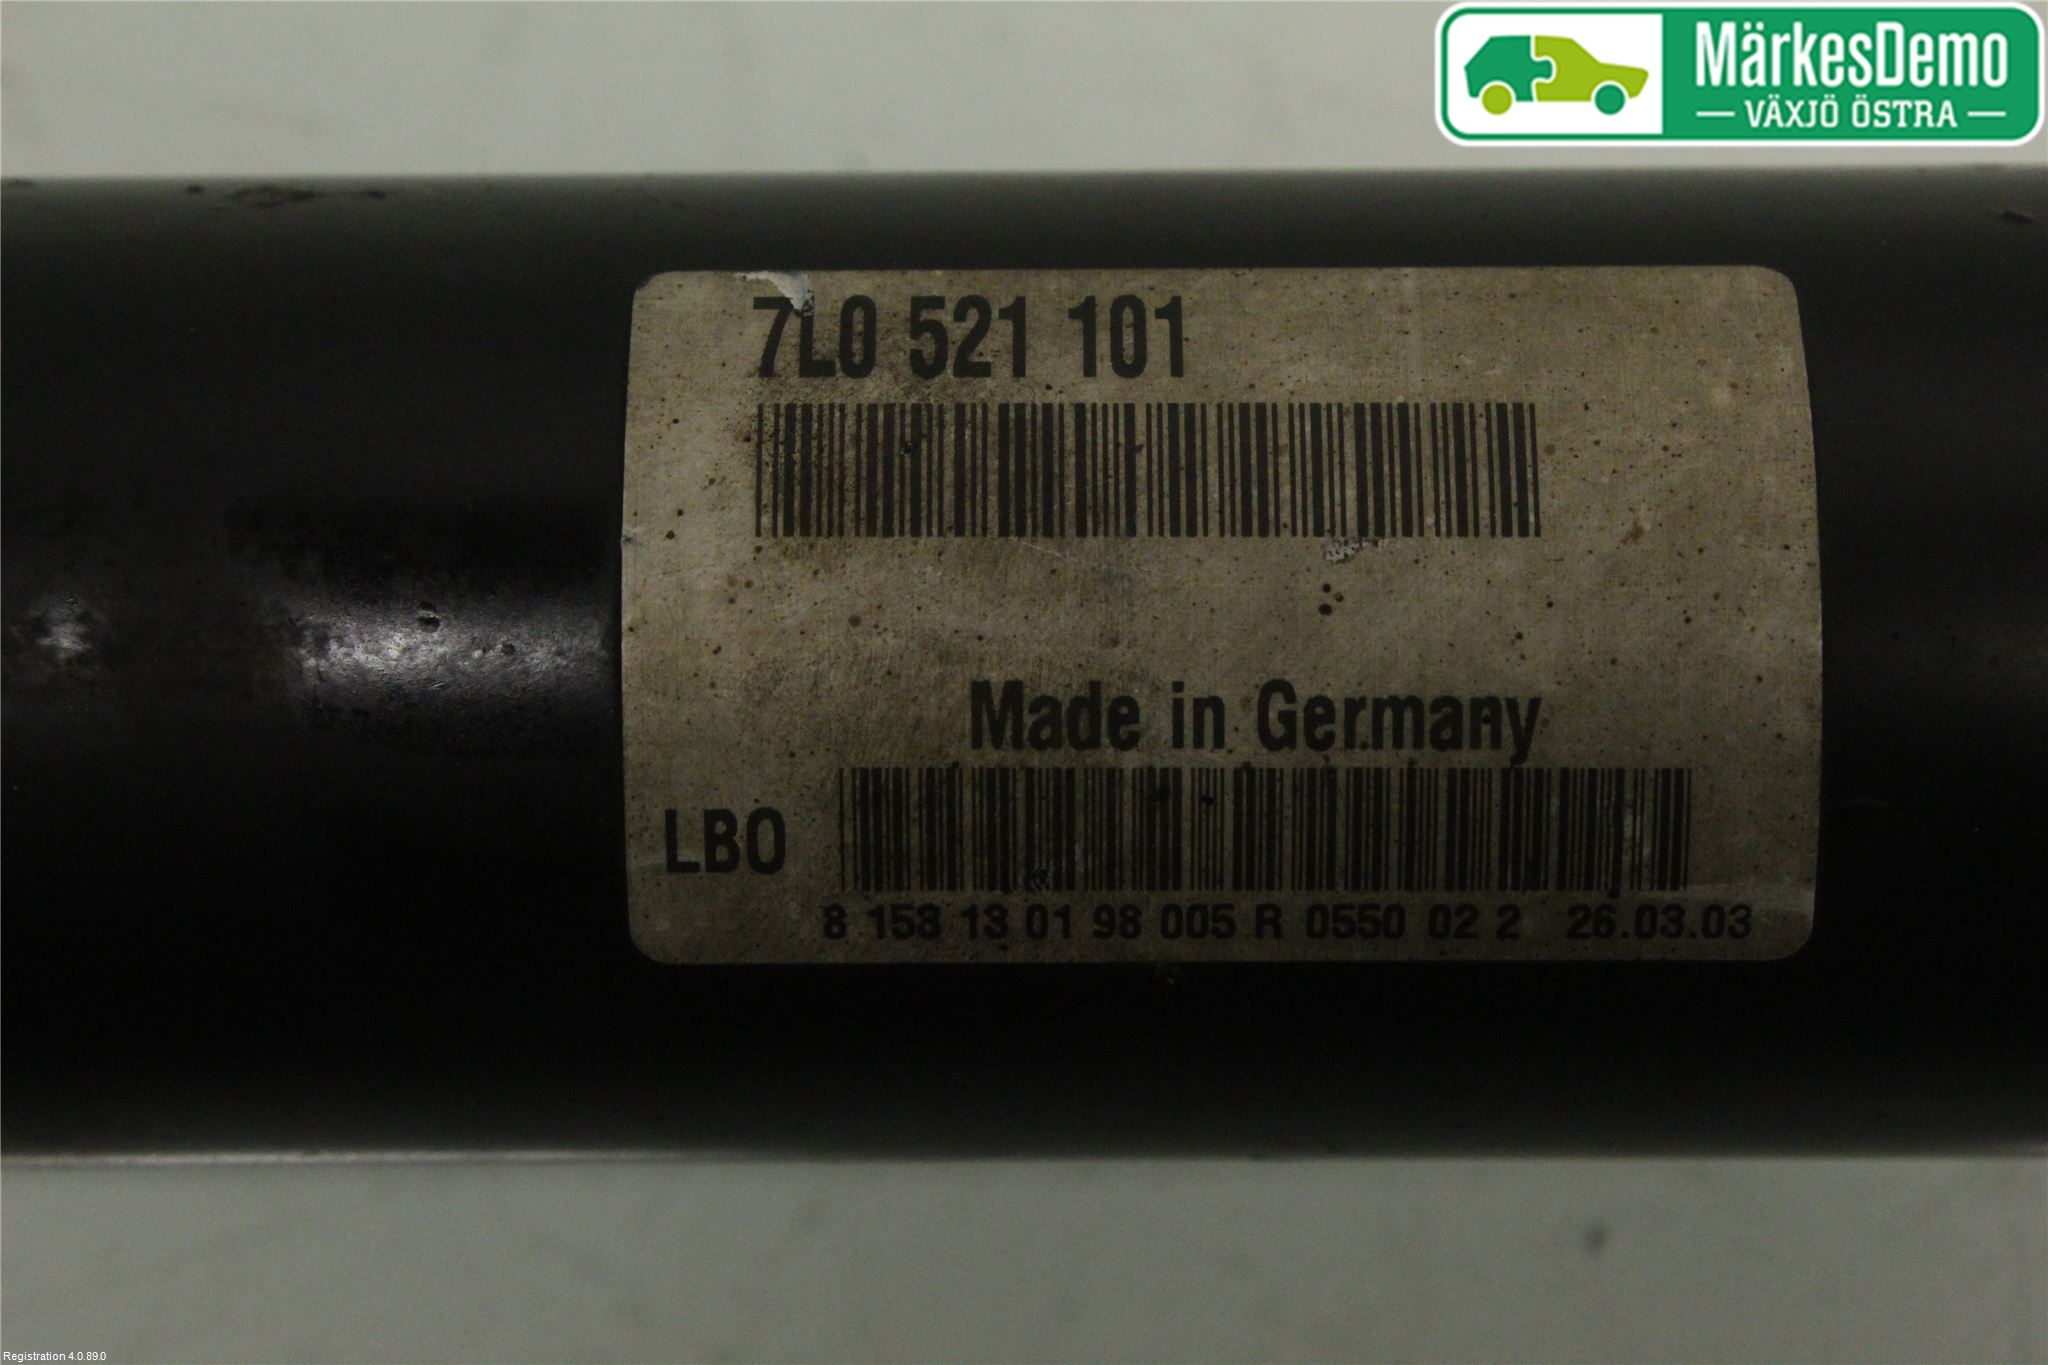 MärkesDemo
VÄXJÖ ÖSTRA
7L0 521 101
Made in Germany
LBO
8 153 13 01 98 005 R 0550 02 2 26.03.03
Registration 4.0.89.0